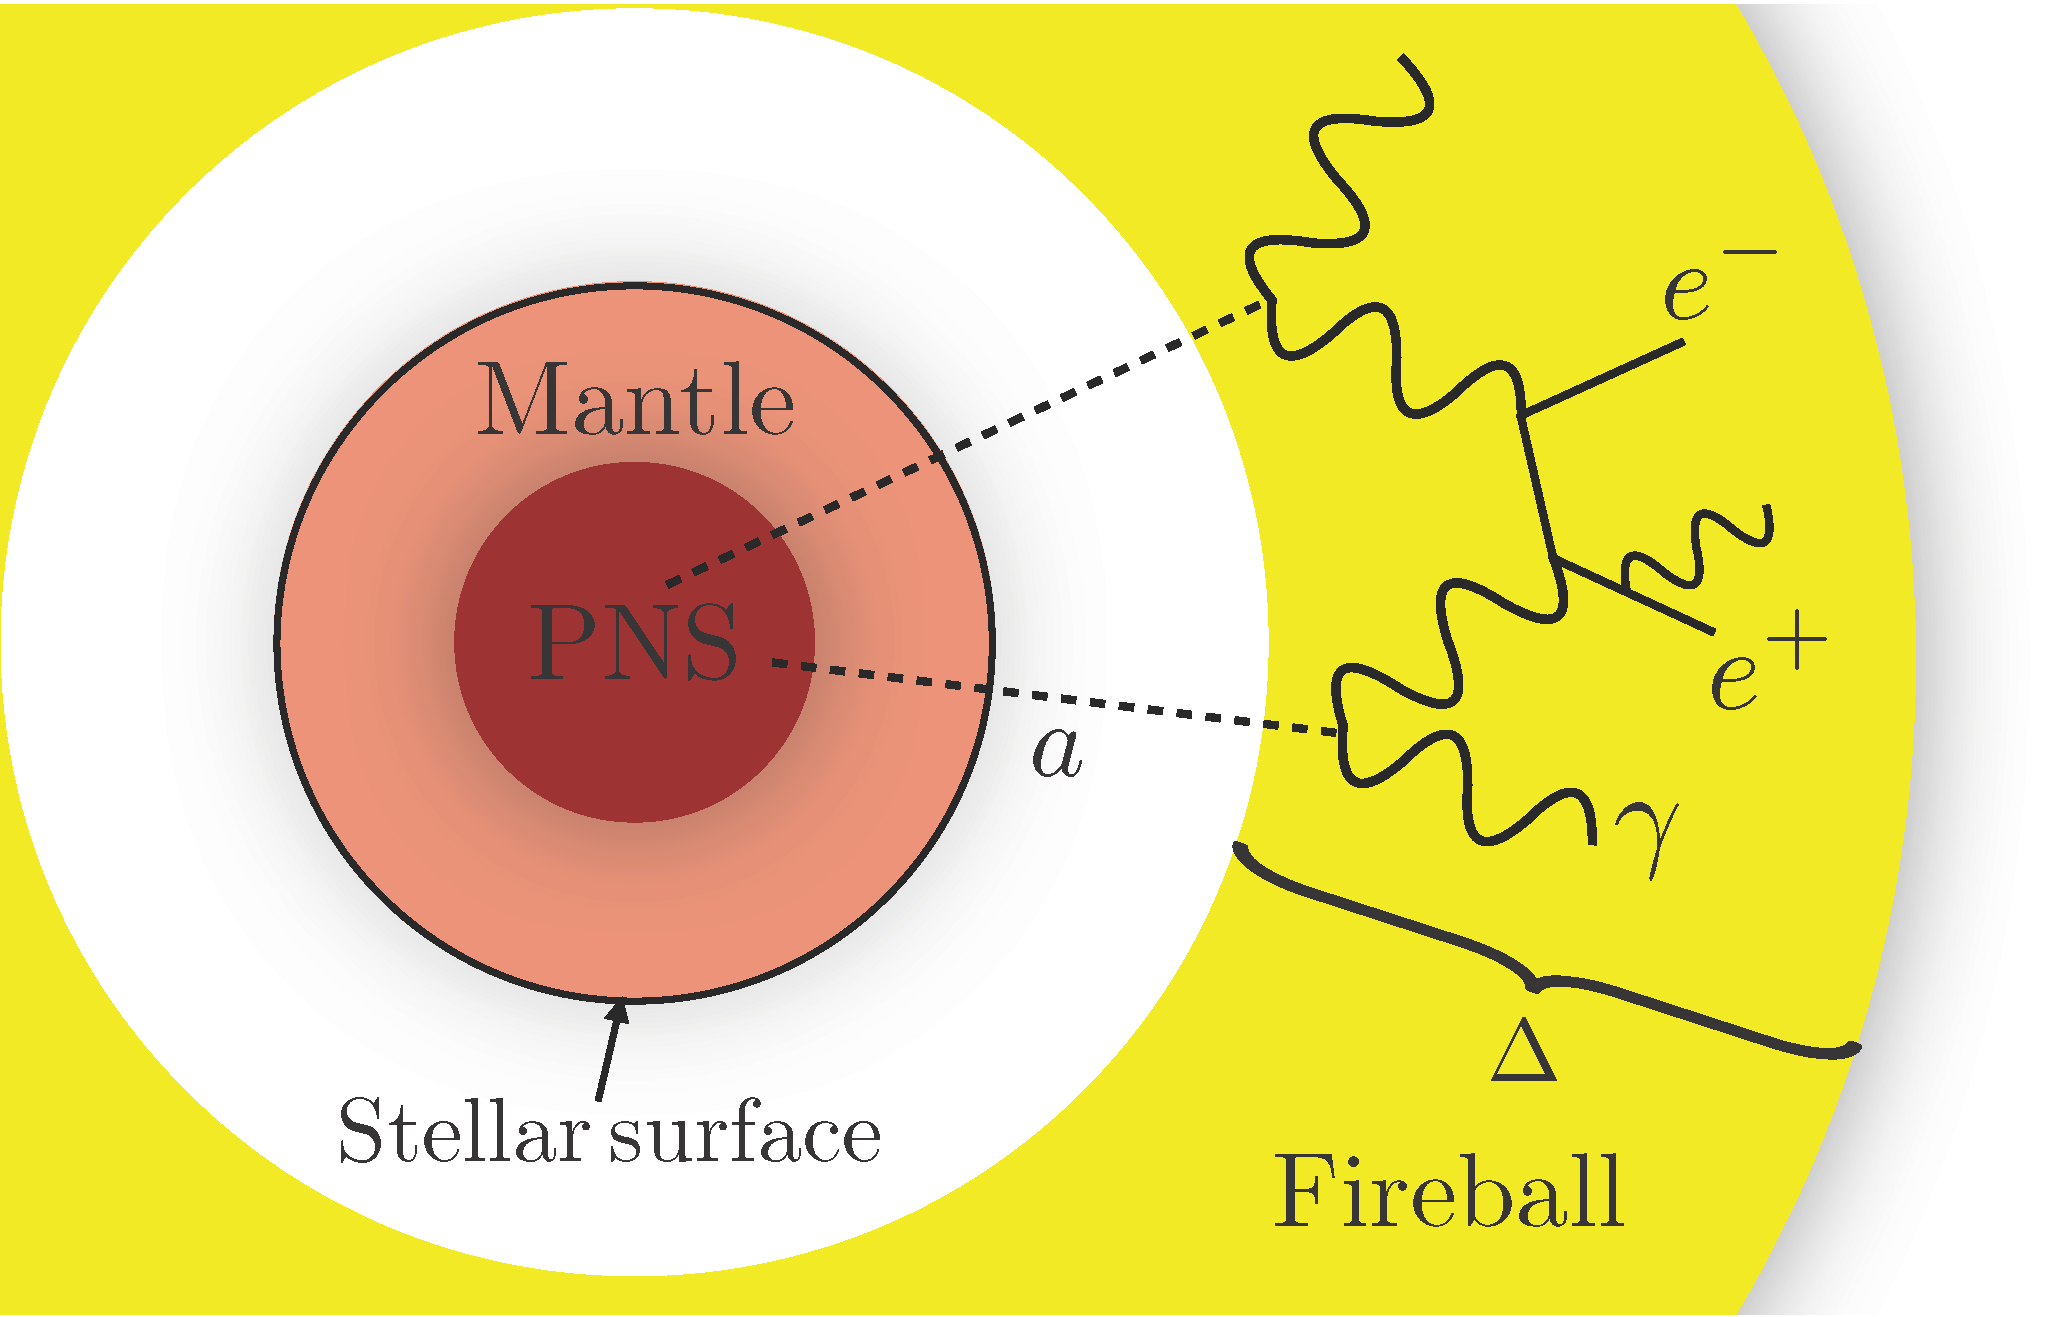 e⁻
Mantle
PNS
e⁺
a
γ
Δ
Stellar surface
Fireball